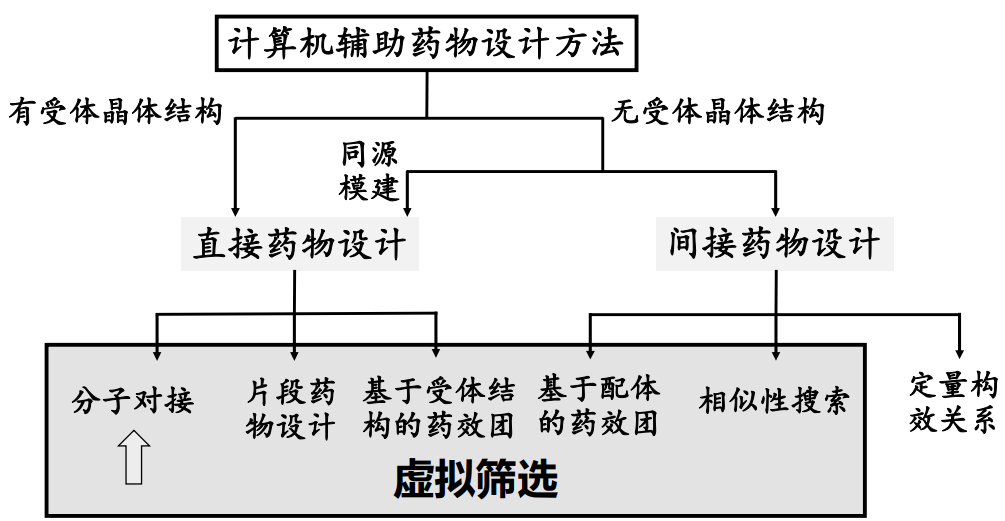 计算机辅助药物设计方法
有受体晶体结构
无受体晶体结构
同源
模建
直接药物设计
间接药物设计
分子对接
片段药
物设计
基于受体结
构的药效团
基于配体
的药效团
相似性搜索
定量构
效关系
虚拟筛选